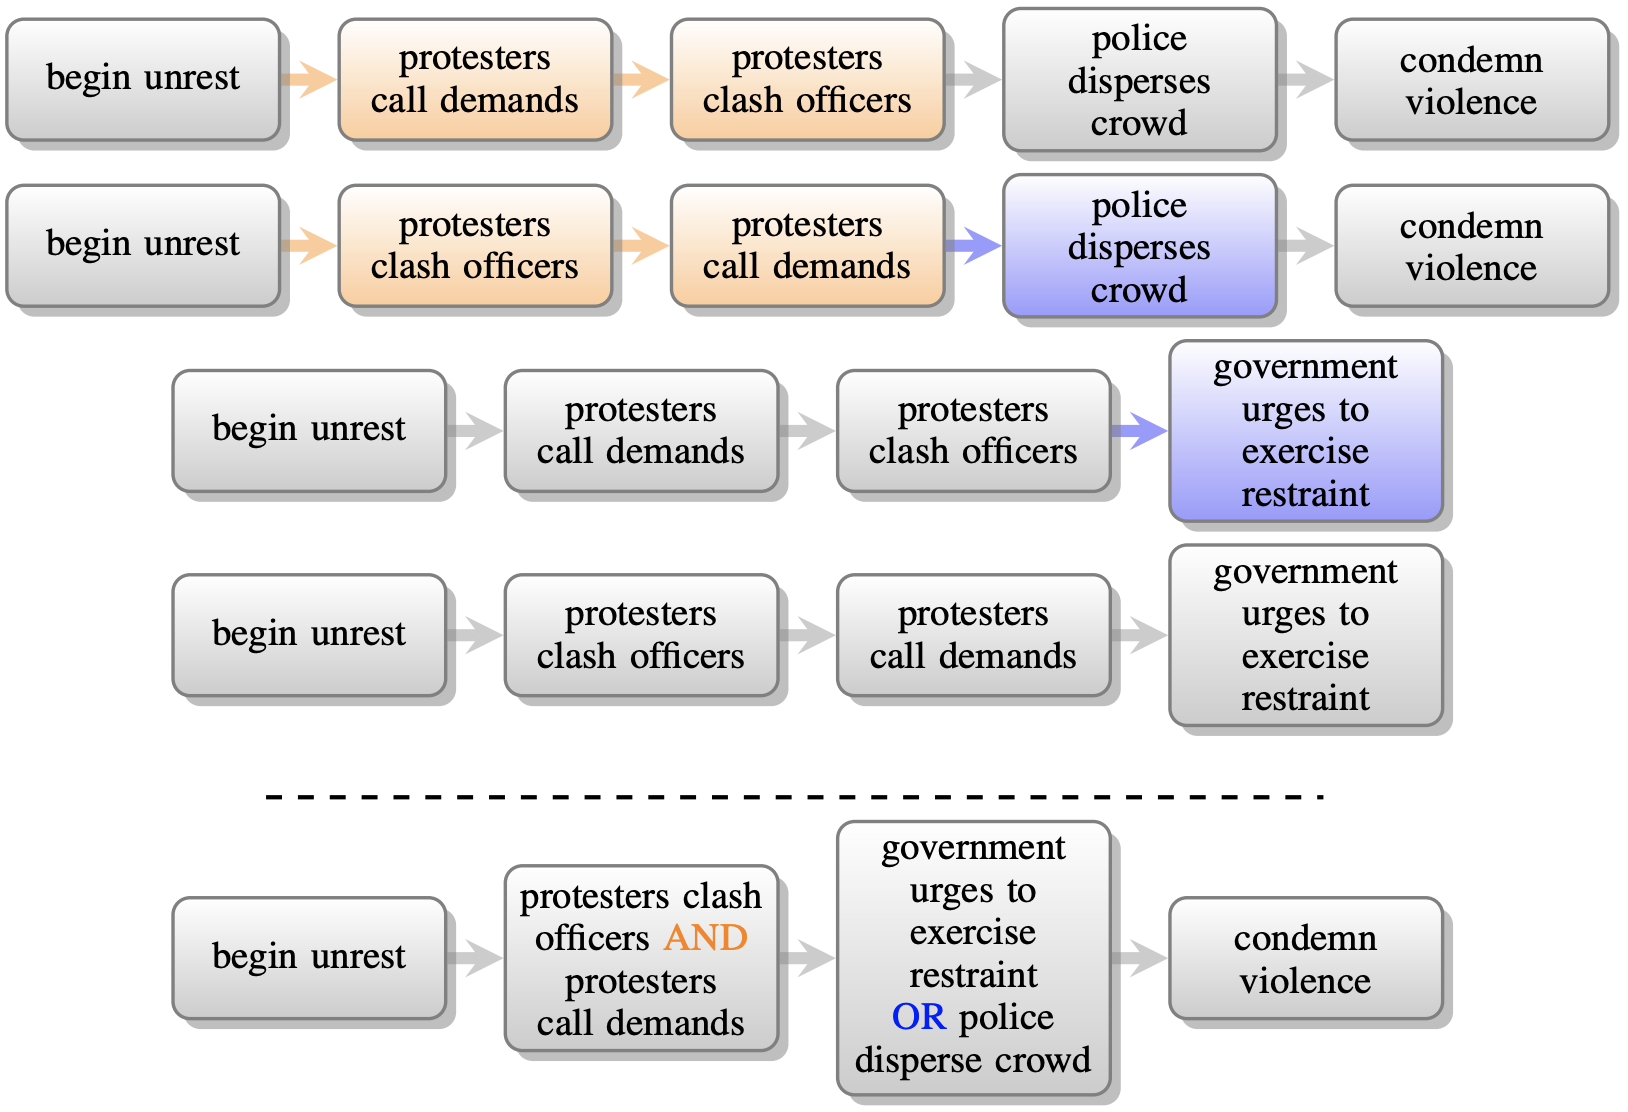 begin unrest
protesters
call demands
protesters
clash officers
police
disperses
crowd
condemn
violence
begin unrest
protesters
clash officers
protesters
call demands
police
disperses
crowd
condemn
violence
begin unrest
protesters
call demands
protesters
clash officers
government
urges to
exercise
restraint
begin unrest
protesters
clash officers
protesters
call demands
government
urges to
exercise
restraint
begin unrest
protesters clash
officers AND
protesters
call demands
government
urges to
exercise
restraint
OR police
disperse crowd
condemn
violence